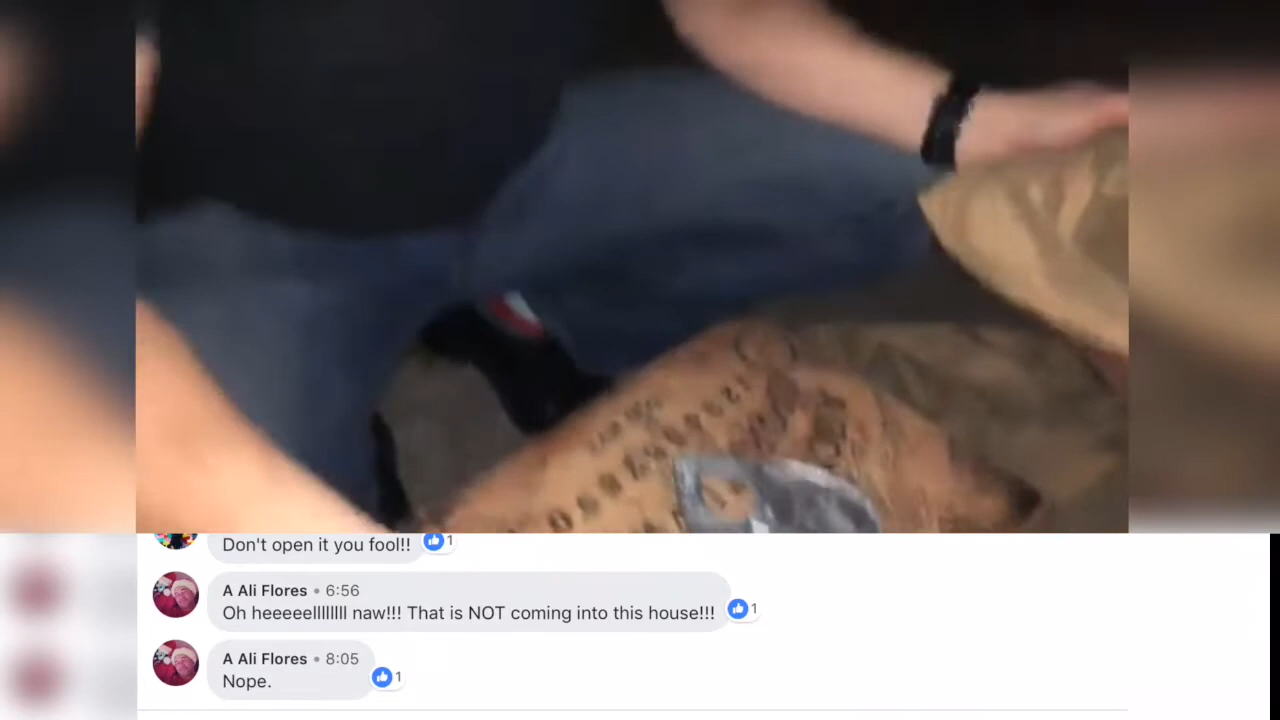 Don't open it you fool!!
1
A Ali Flores • 6:56
Oh heeeeellllllll naw!!! That is NOT coming into this house!!!
1
A Ali Flores • 8:05
Nope.
1